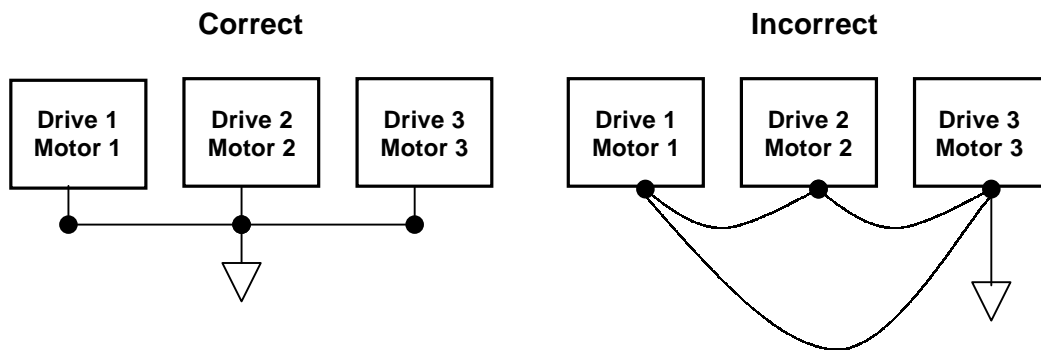 Correct
Drive 1
Motor 1
Drive 2
Motor 2
Drive 3
Motor 3
Incorrect
Drive 1
Motor 1
Drive 2
Motor 2
Drive 3
Motor 3